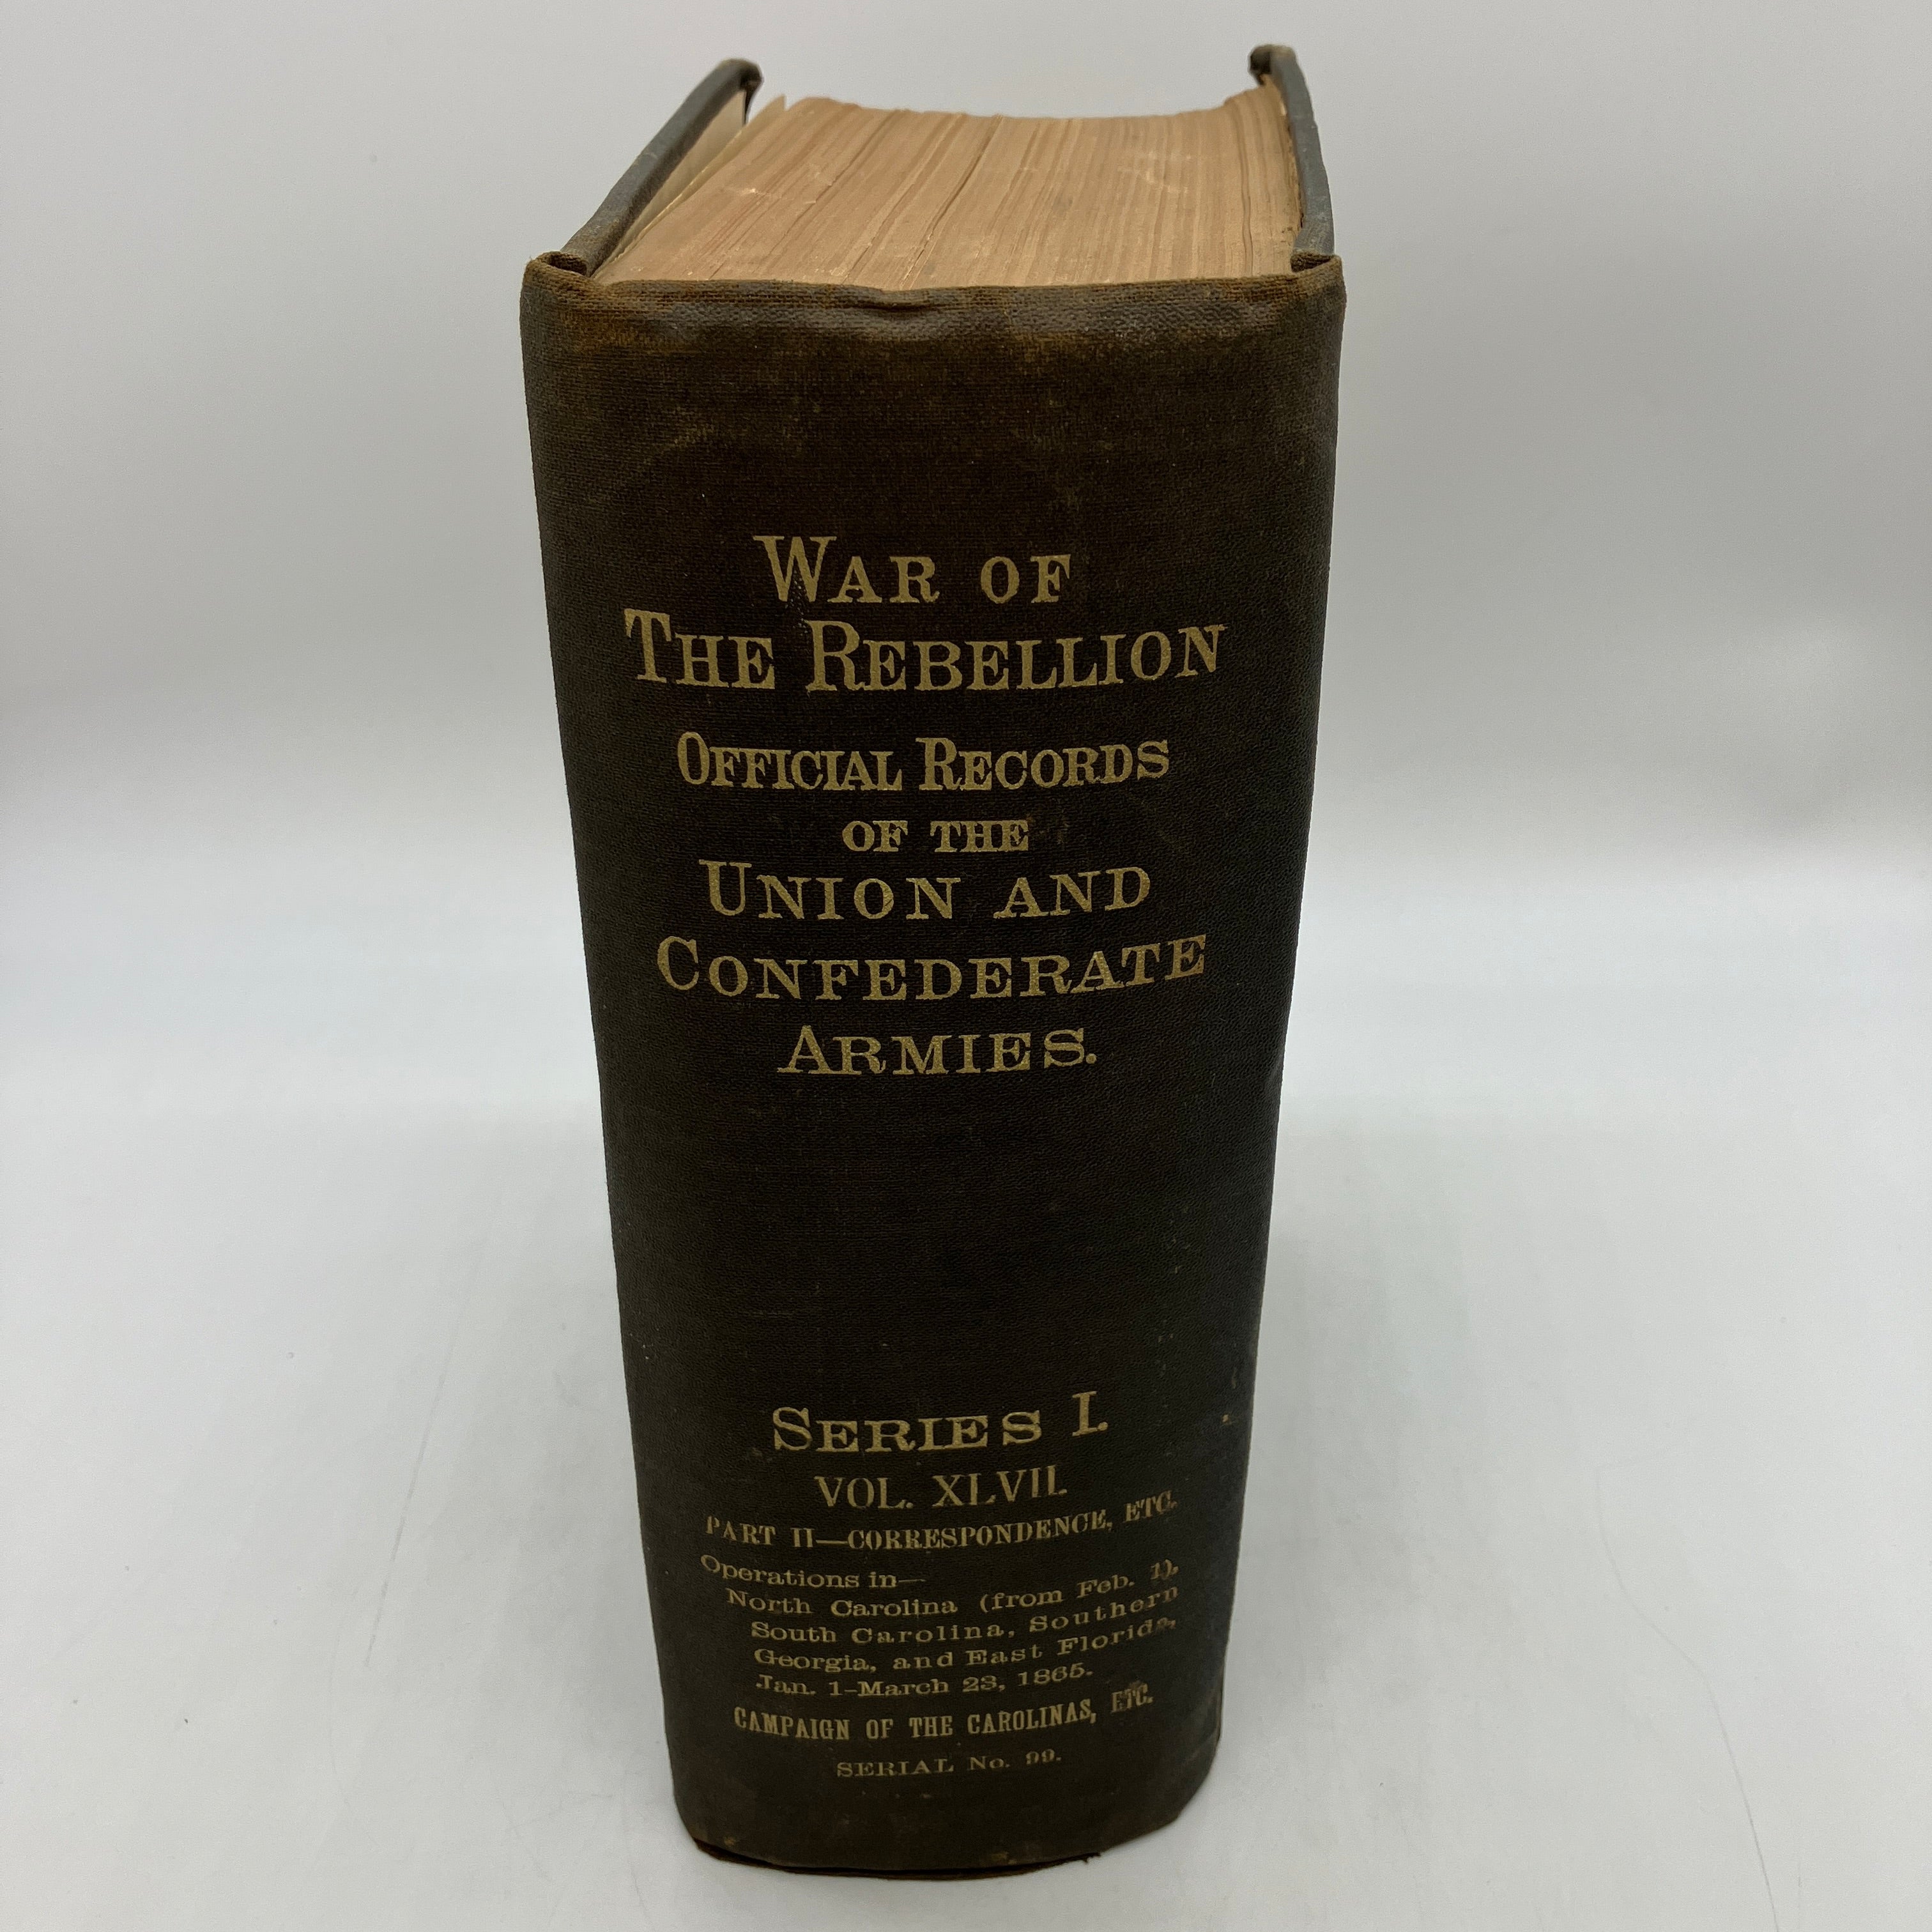 WAR OF
THE REBELLION
OFFICIAL RECORDS
OF THE
UNION AND
CONFEDERATE
ARMIES.
SERIES I.
VOL. XLVII.
PART II—CORRESPONDENCE, ETC.
Operations in—
North Carolina (from Feb. 1),
South Carolina, Southern
Georgia, and East Florida,
Jan. 1-March 23, 1865.
CAMPAIGN OF THE CAROLINAS, ETC.
SERIAL No. 99.